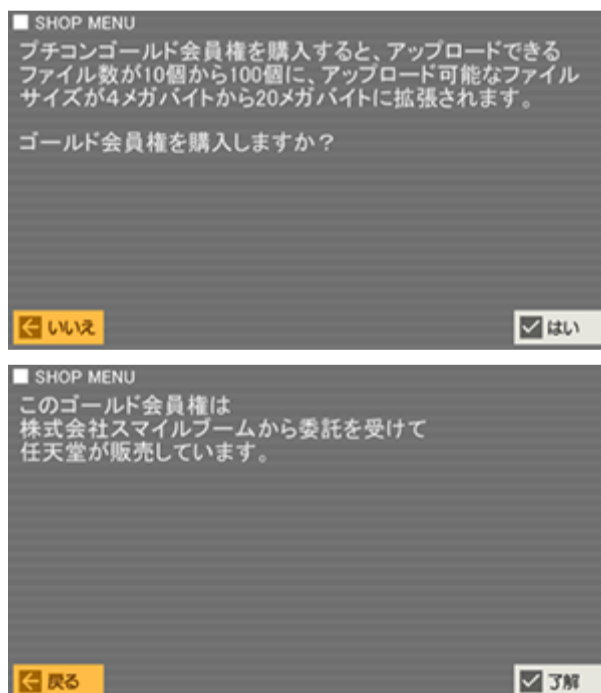 SHOP MENU
プチコンゴールド会員権を購入すると、アップロードできる
ファイル数が10個から100個に、アップロード可能なファイル
サイズが4メガバイトから20メガバイトに拡張されます。
ゴールド会員権を購入しますか？
いいえ
はい
SHOP MENU
このゴールド会員権は
株式会社スマイルブームから委託を受けて
任天堂が販売しています。
戻る
了解